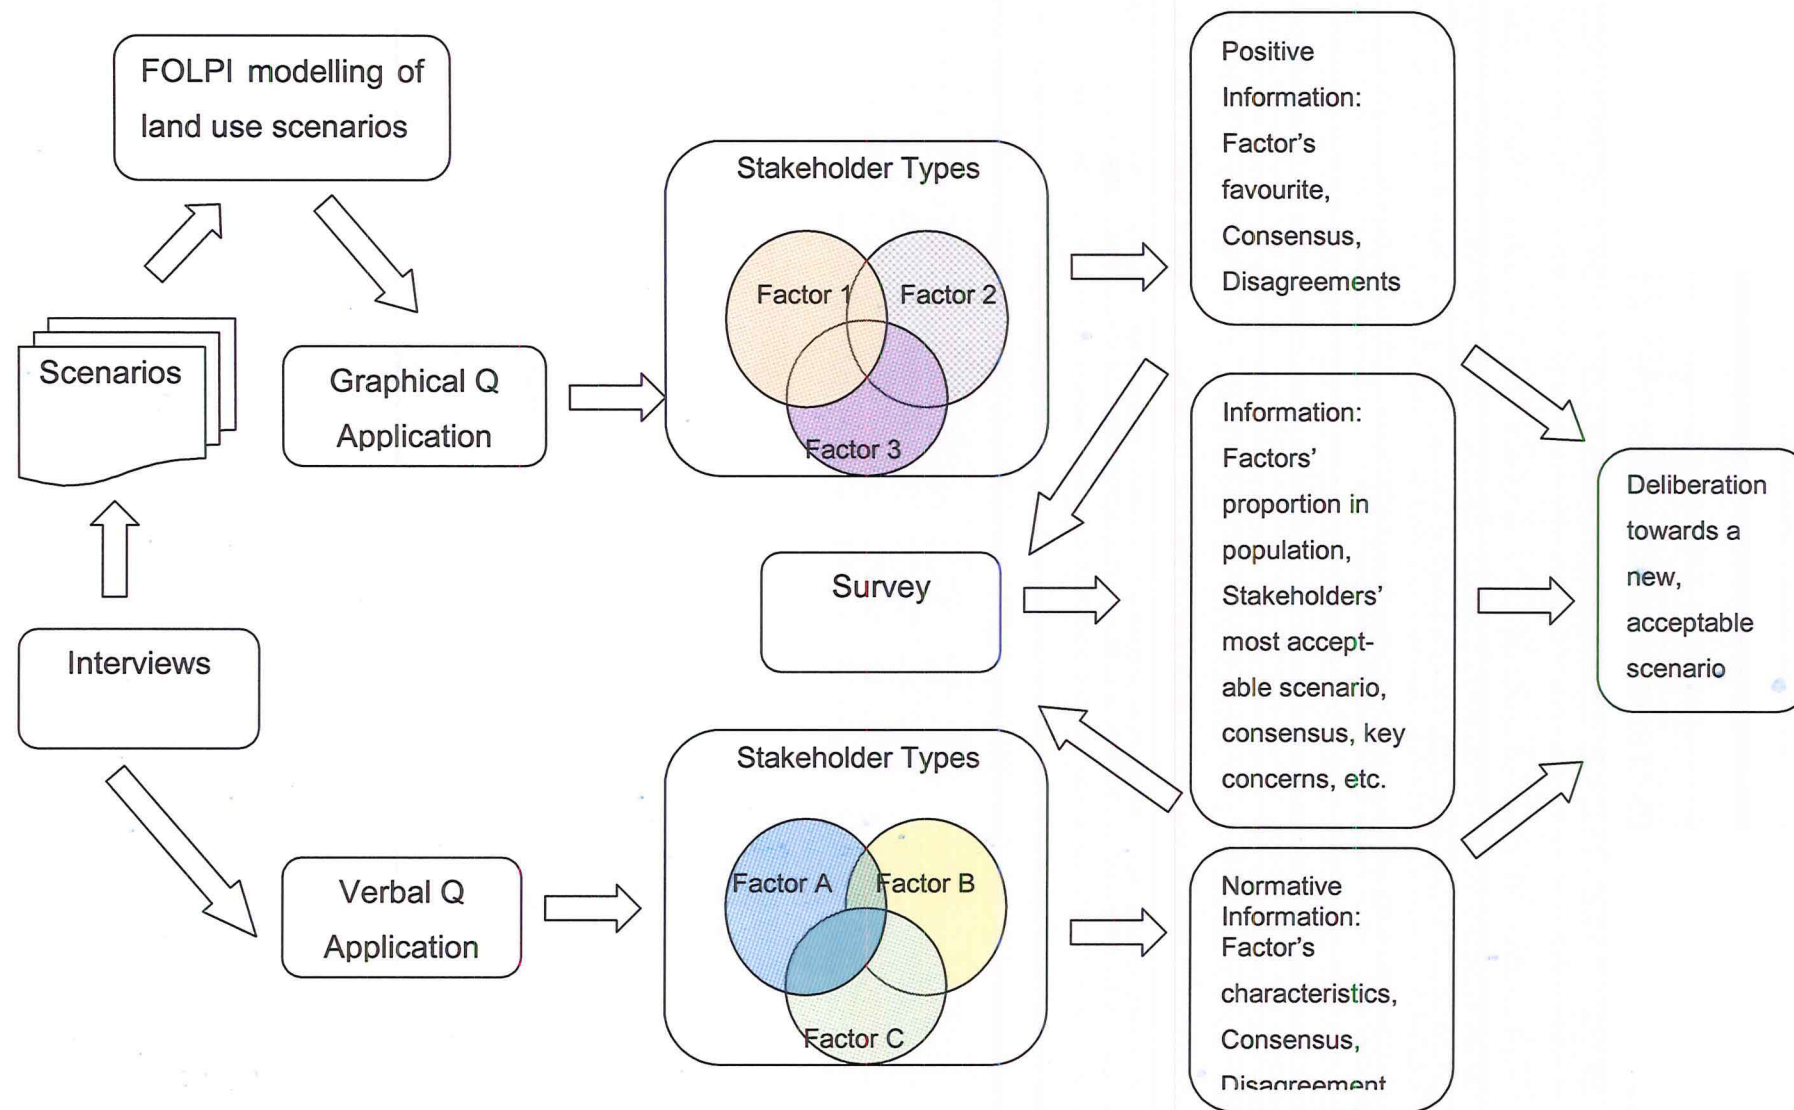 FOLPI modelling of
land use scenarios
Scenarios
Graphical Q
Application
Interviews
Verbal Q
Application
Stakeholder Types
Factor 1
Factor 2
Factor 3
Survey
Stakeholder Types
Factor A
Factor B
Factor C
Positive
Information:
Factor's
favourite,
Consensus,
Disagreements
Information:
Factors'
proportion in
population,
Stakeholders'
most accept-
able scenario,
consensus, key
concerns, etc.
Normative
Information:
Factor's
characteristics,
Consensus,
Disagreement
Deliberation
towards a
new,
acceptable
scenario